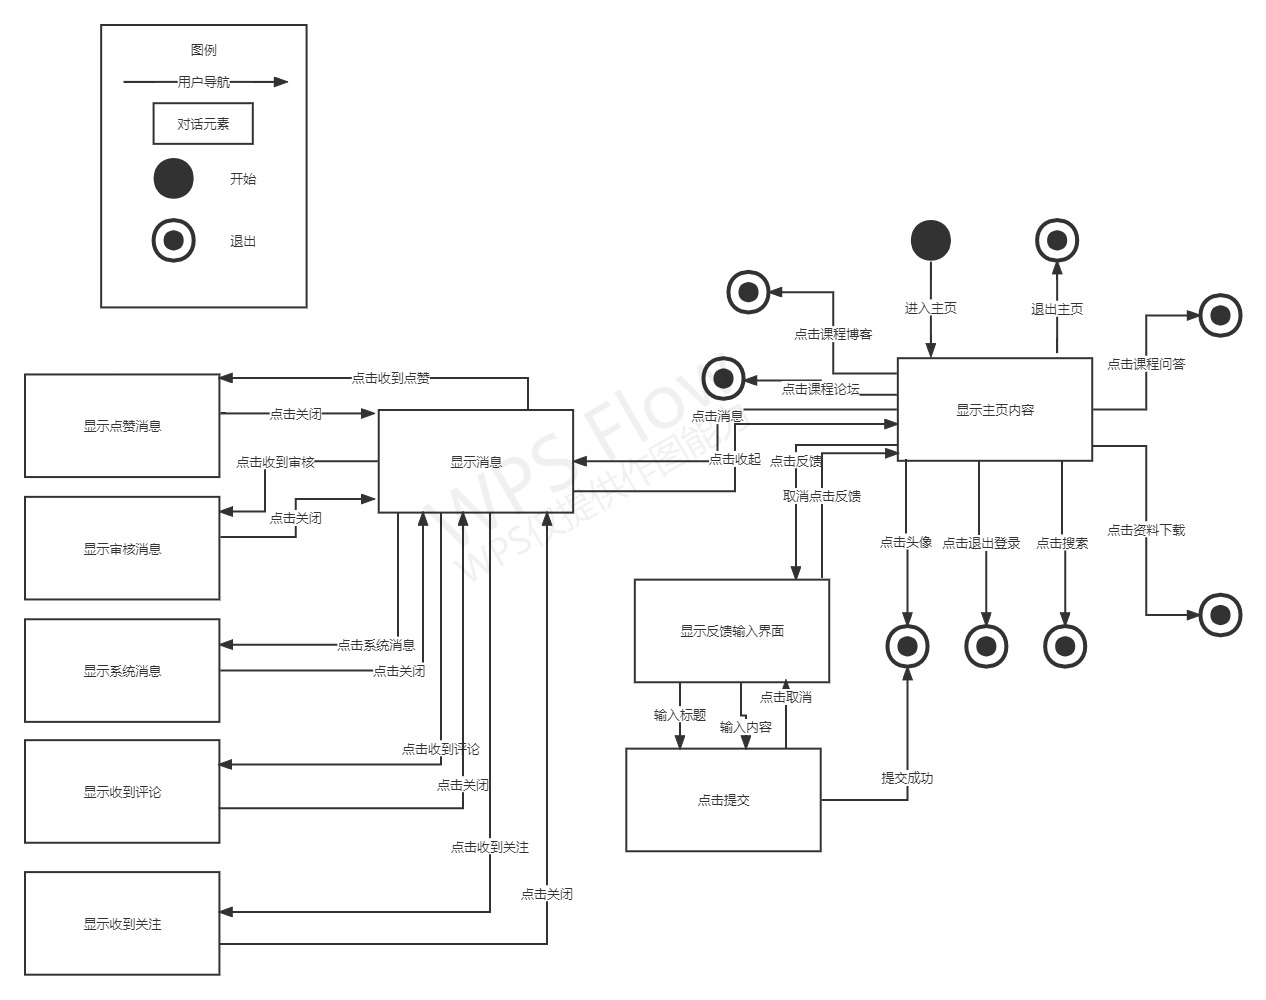 图例
用户导航
对话元素
开始
退出
进入主页
退出主页
点击课程博客
点击课程问答
点击收到点赞
点击课程论坛
显示点赞消息
点击关闭
点击消息
显示主页内容
点击收到审核
显示消息
点击收起
点击反馈
取消点击反馈
点击关闭
显示审核消息
点击头像
点击退出登录
点击搜索
点击资料下载
WPS Flow
WPS仅提供作图能力
显示反馈输入界面
点击系统消息
显示系统消息
点击关闭
点击取消
输入标题
输入内容
点击收到评论
点击关闭
显示收到评论
点击提交
提交成功
点击收到关注
点击关闭
显示收到关注